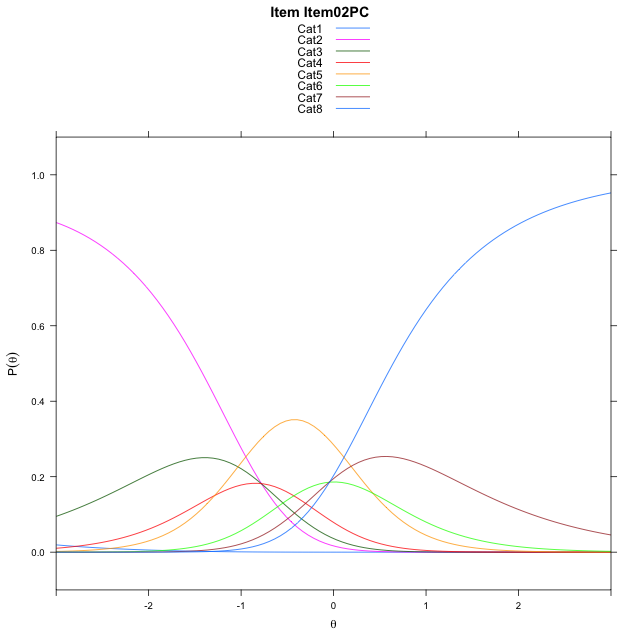 Item Item02PC
Cat1
Cat2
Cat3
Cat4
Cat5
Cat6
Cat7
Cat8
1.0
0.8
0.6
0.4
0.2
0.0
P(θ)
-2 -1 0 1 2
θ